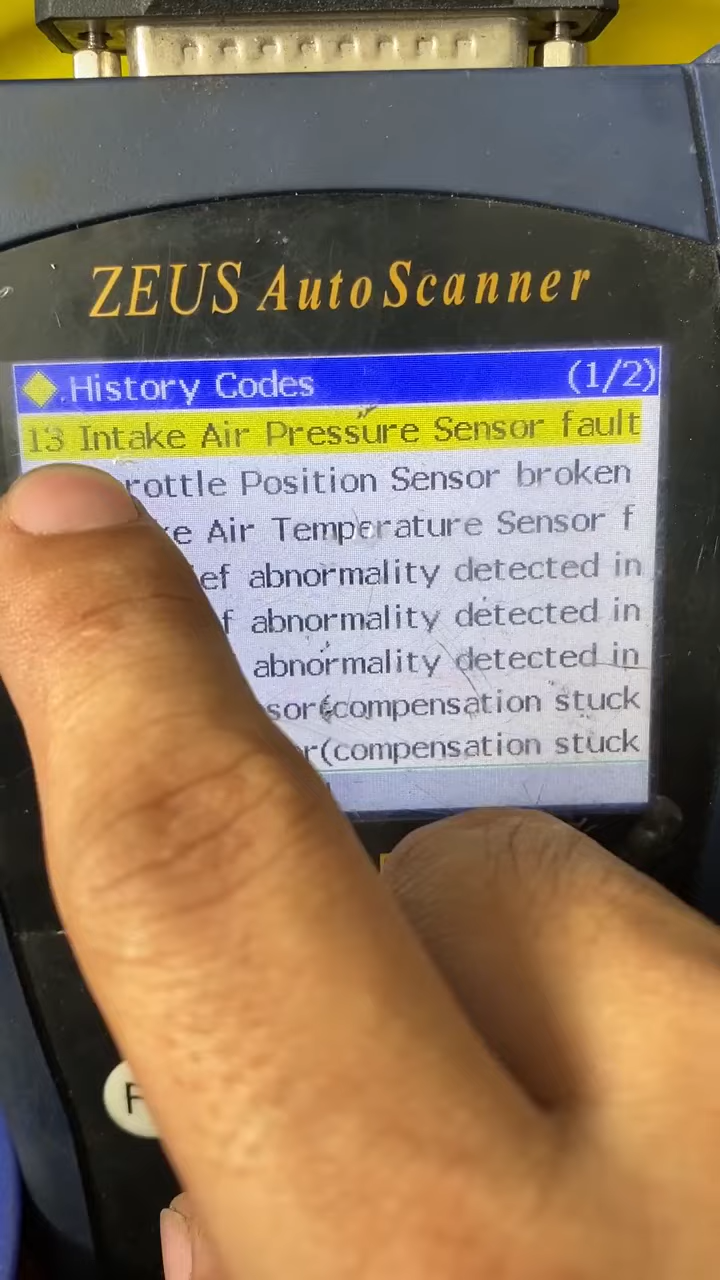 ZEUS AutoScanner
.History Codes (1/2)
13 Intake Air Pressure Sensor fault
rottle Position Sensor broken
ke Air Temperature Sensor f
ef abnormality detected in
f abnormality detected in
abnormality detected in
sor(compensation stuck
r(compensation stuck
F